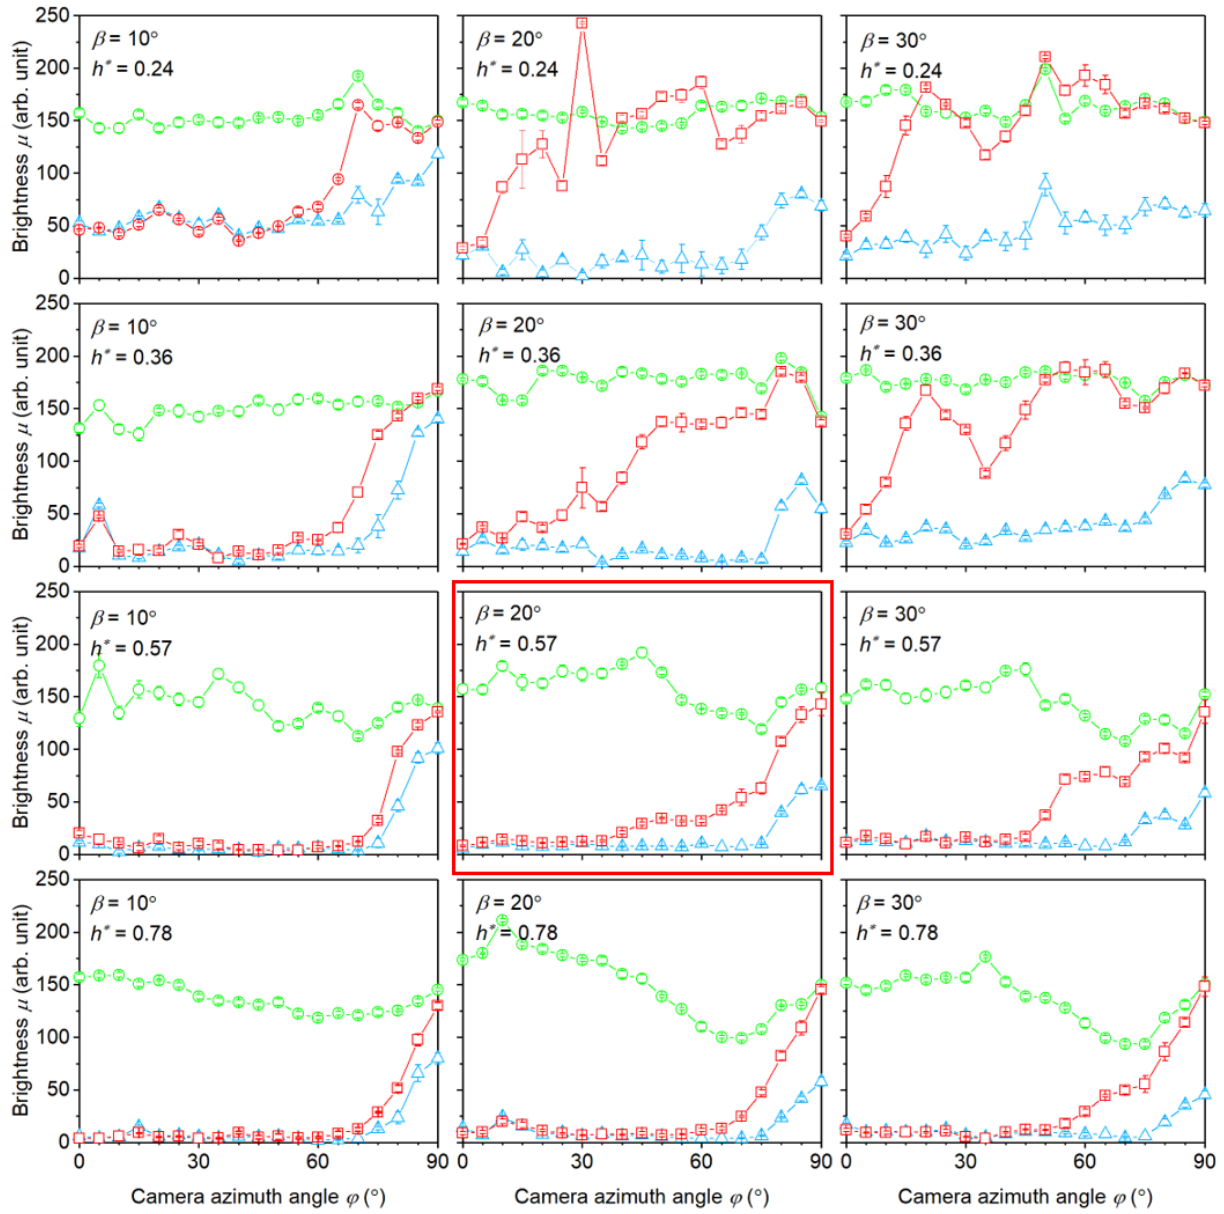 250
200
150
100
50
0
Brightness μ (arb. unit)
β = 10°
h* = 0.24
β = 20°
h* = 0.24
β = 30°
h* = 0.24
250
200
150
100
50
0
Brightness μ (arb. unit)
β = 10°
h* = 0.36
β = 20°
h* = 0.36
β = 30°
h* = 0.36
250
200
150
100
50
0
Brightness μ (arb. unit)
β = 10°
h* = 0.57
β = 20°
h* = 0.57
β = 30°
h* = 0.57
250
200
150
100
50
0
Brightness μ (arb. unit)
β = 10°
h* = 0.78
β = 20°
h* = 0.78
β = 30°
h* = 0.78
0 30 60 90 0 30 60 90 0 30 60 90
Camera azimuth angle φ (°) Camera azimuth angle φ (°) Camera azimuth angle φ (°)